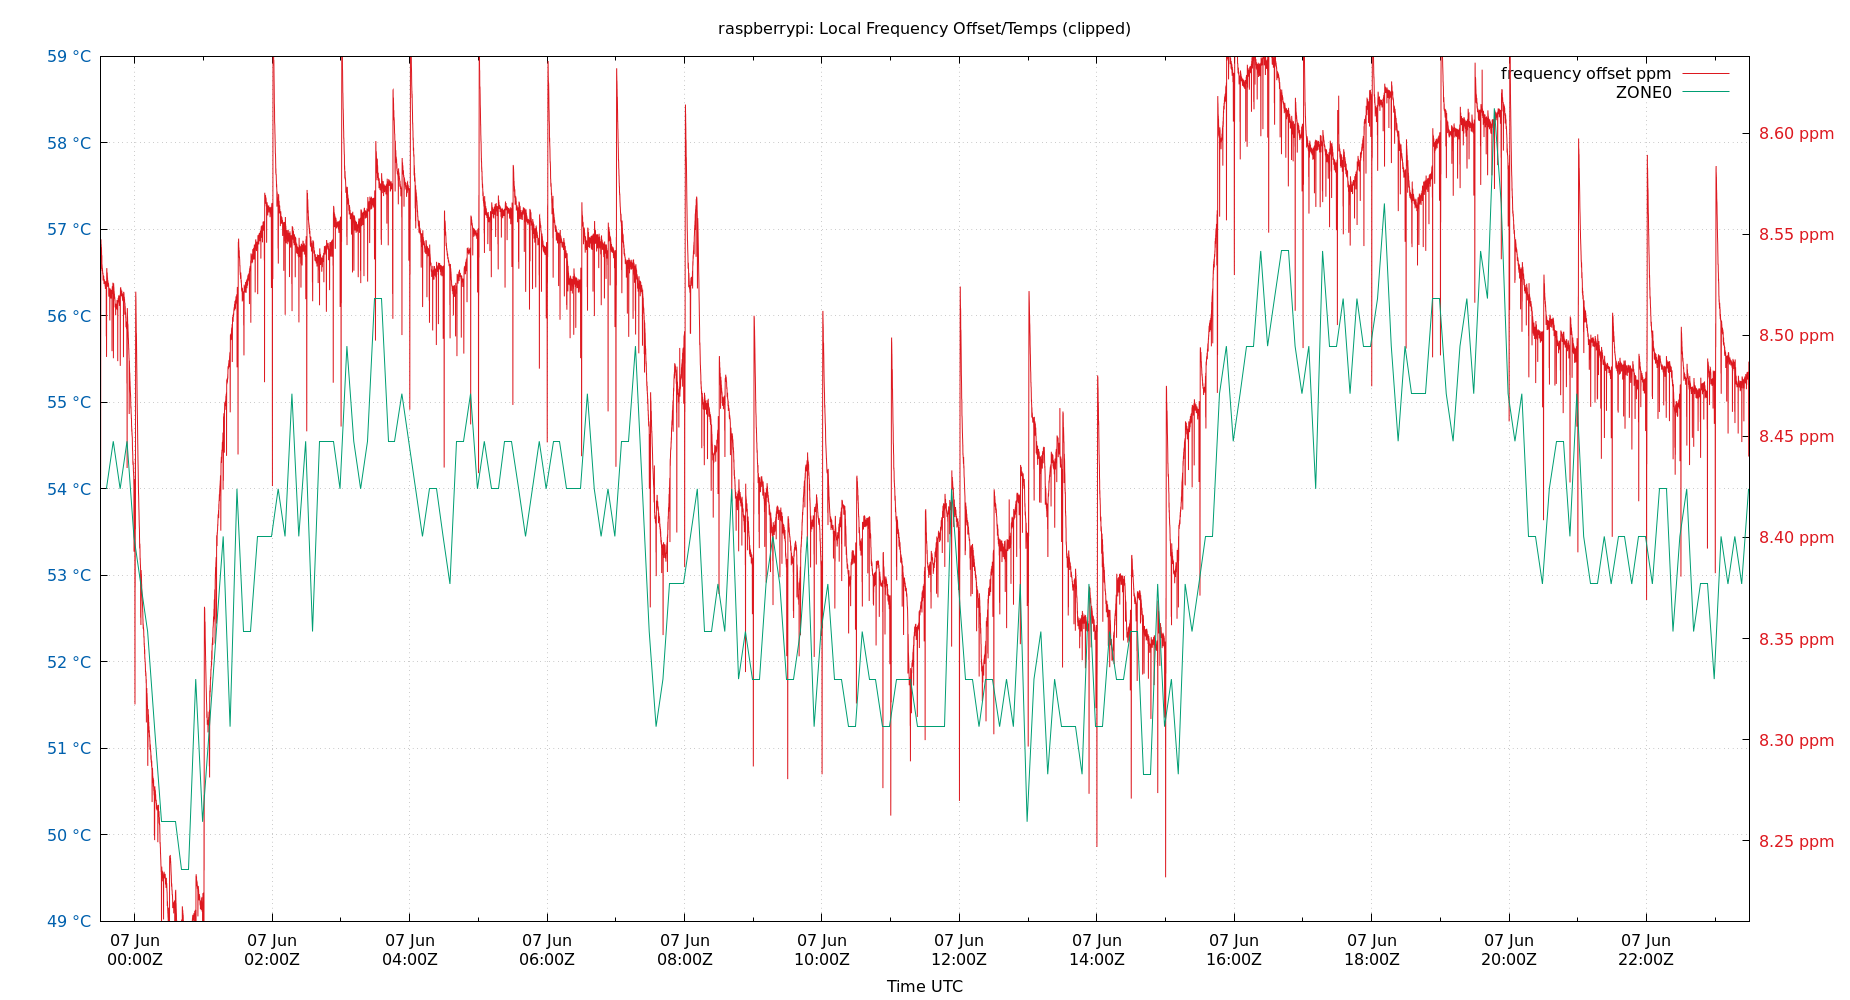 raspberrypi: Local Frequency Offset/Temps (clipped)
59 °C
58 °C
57 °C
56 °C
55 °C
54 °C
53 °C
52 °C
51 °C
50 °C
49 °C
frequency offset ppm
ZONE0
8.60 ppm
8.55 ppm
8.50 ppm
8.45 ppm
8.40 ppm
8.35 ppm
8.30 ppm
8.25 ppm
07 Jun 07 Jun 07 Jun 07 Jun 07 Jun 07 Jun 07 Jun 07 Jun 07 Jun 07 Jun 07 Jun 07 Jun
00:00Z 02:00Z 04:00Z 06:00Z 08:00Z 10:00Z 12:00Z 14:00Z 16:00Z 18:00Z 20:00Z 22:00Z
Time UTC